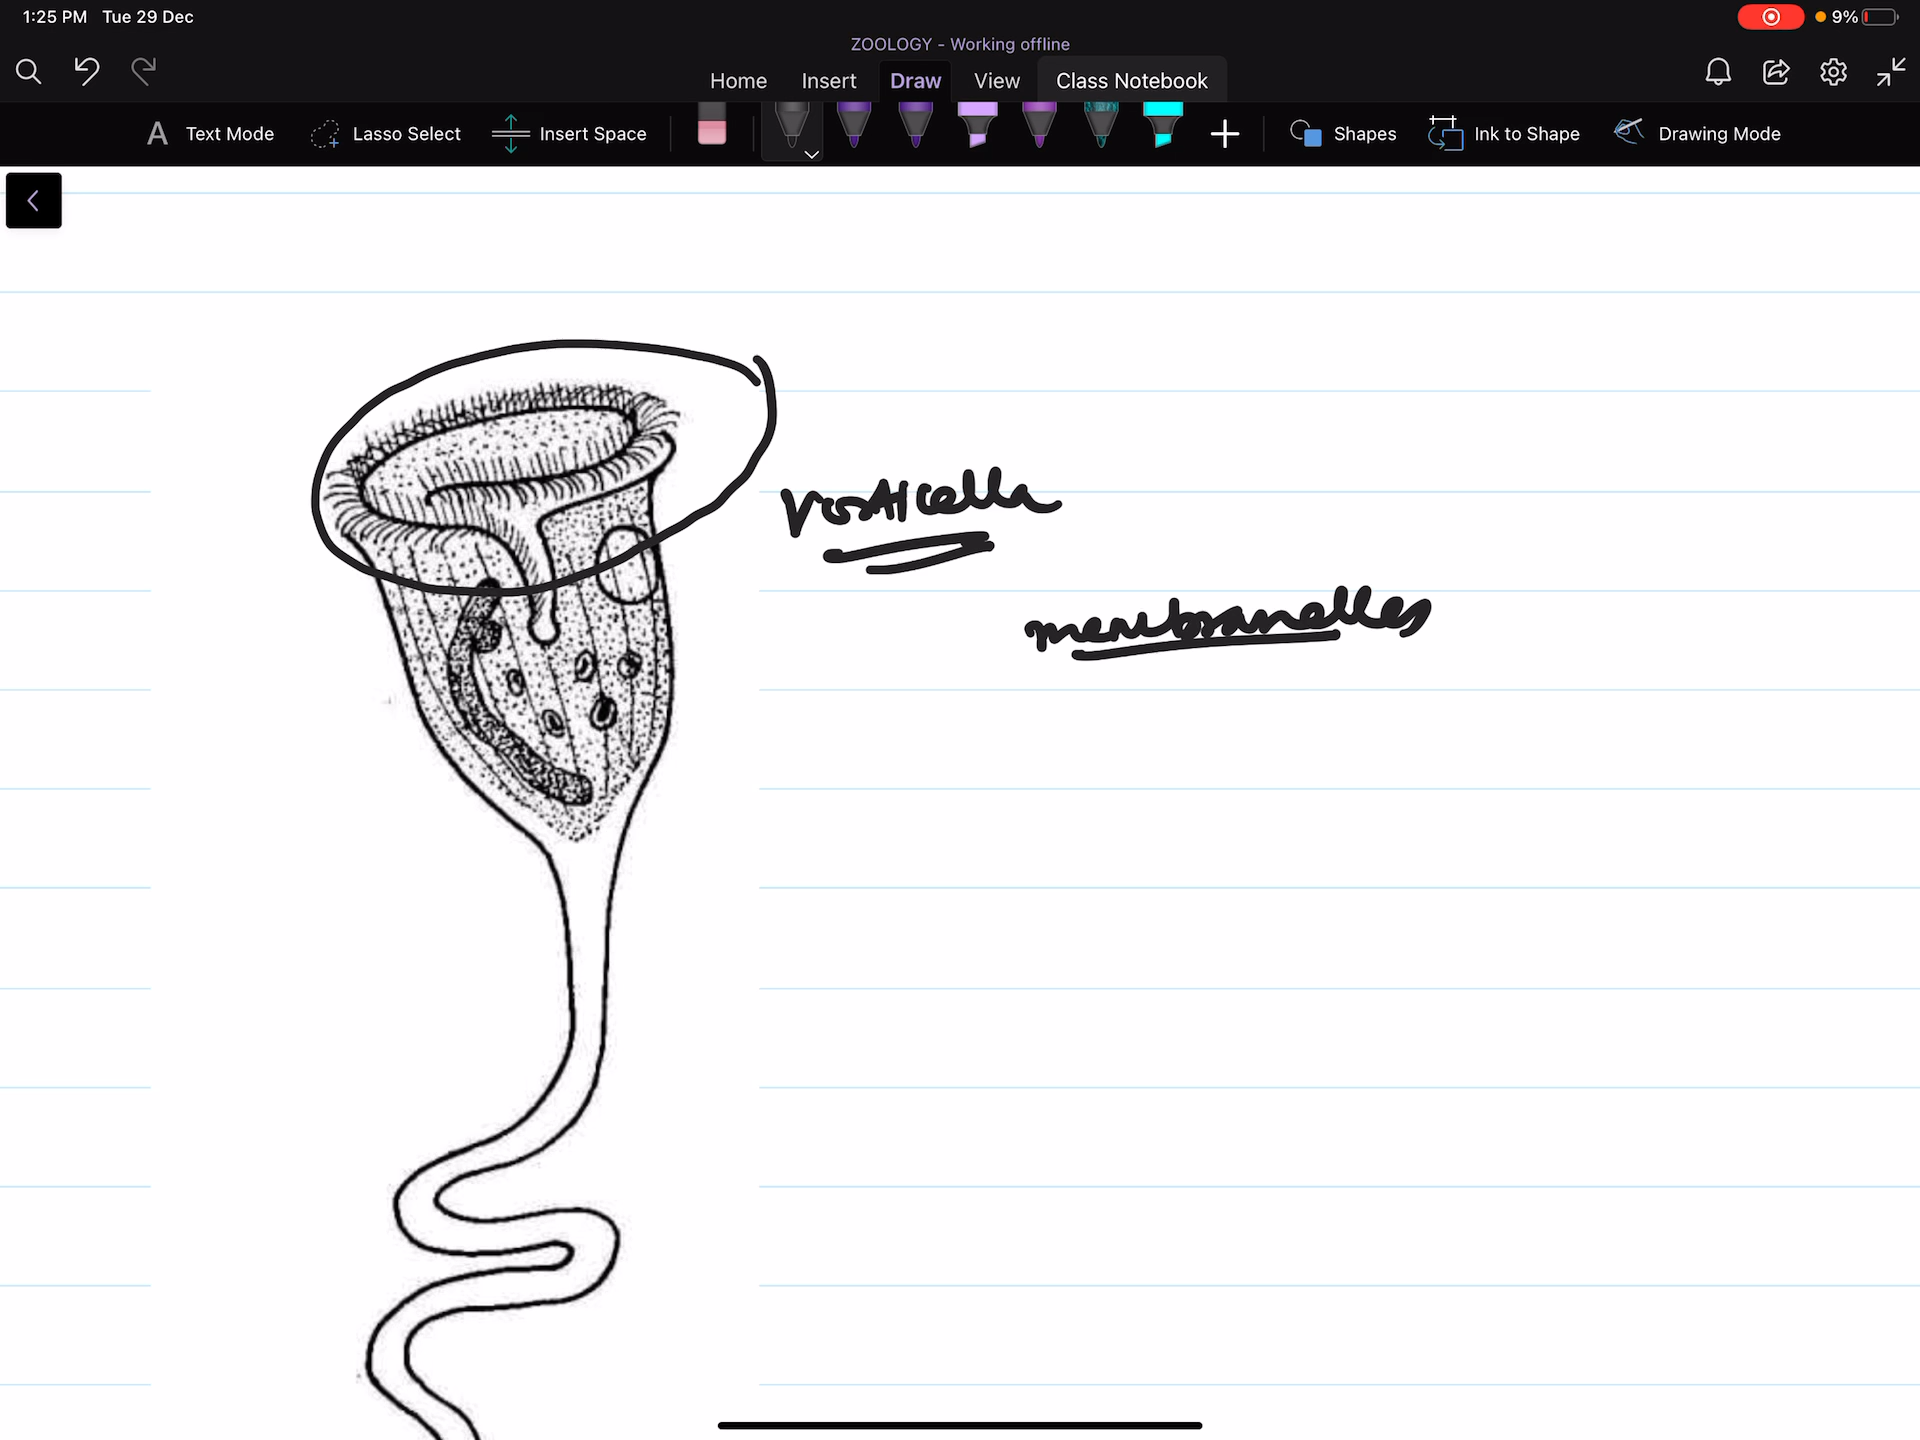 1:25 PM Tue 29 Dec
9%
ZOOLOGY - Working offline
Home Insert Draw View Class Notebook
A Text Mode Lasso Select Insert Space Shapes Ink to Shape Drawing Mode
Vorticella
membranelles